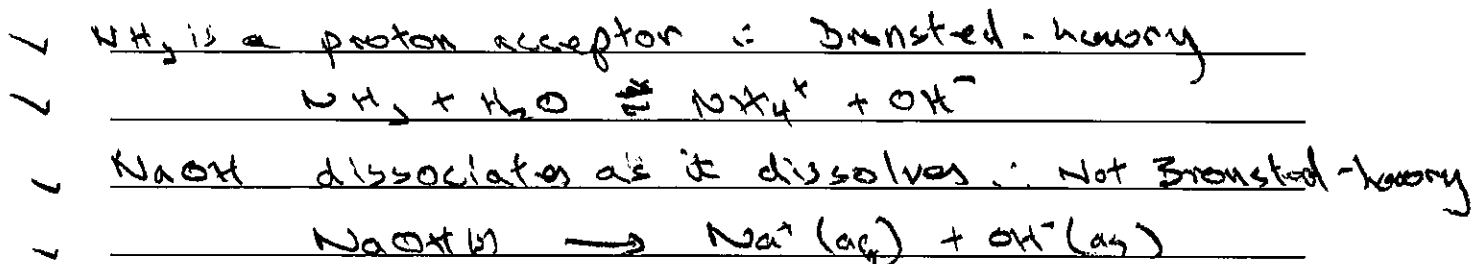 ✓ NH₃ is a proton acceptor ∴ Bronsted-Lowry
✓ NH₃ + H₂O ⇌ NH₄⁺ + OH⁻
✓ NaOH dissociates as it dissolves ∴ Not Bronsted-Lowry
✓ NaOH(s) → Na⁺(aq) + OH⁻(aq)